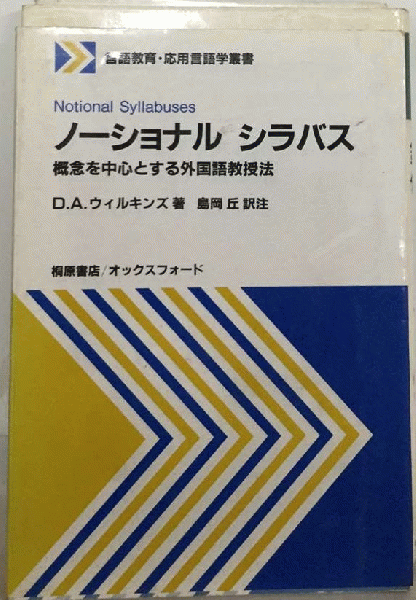 言語教育・応用言語学叢書
Notional Syllabuses
ノーショナル シラバス
概念を中心とする外国語教授法
D.A.ウィルキンズ 著 島岡 丘 訳注
桐原書店/オックスフォード